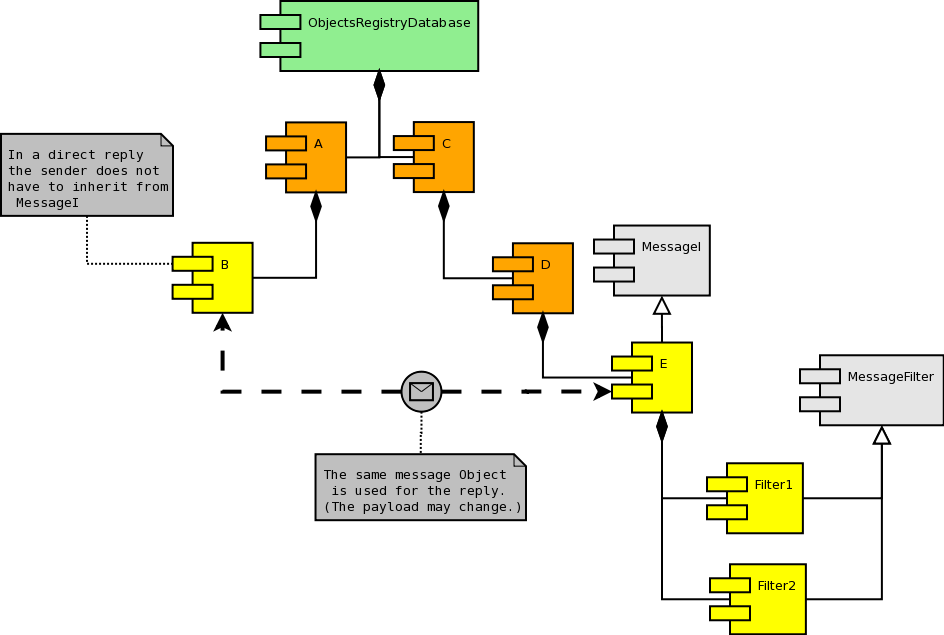 ObjectsRegistryDatabase
A
C
In a direct reply
the sender does not
have to inherit from
MessageI
B
D
MessageI
E
MessageFilter
The same message Object
is used for the reply.
(The payload may change.)
Filter1
Filter2